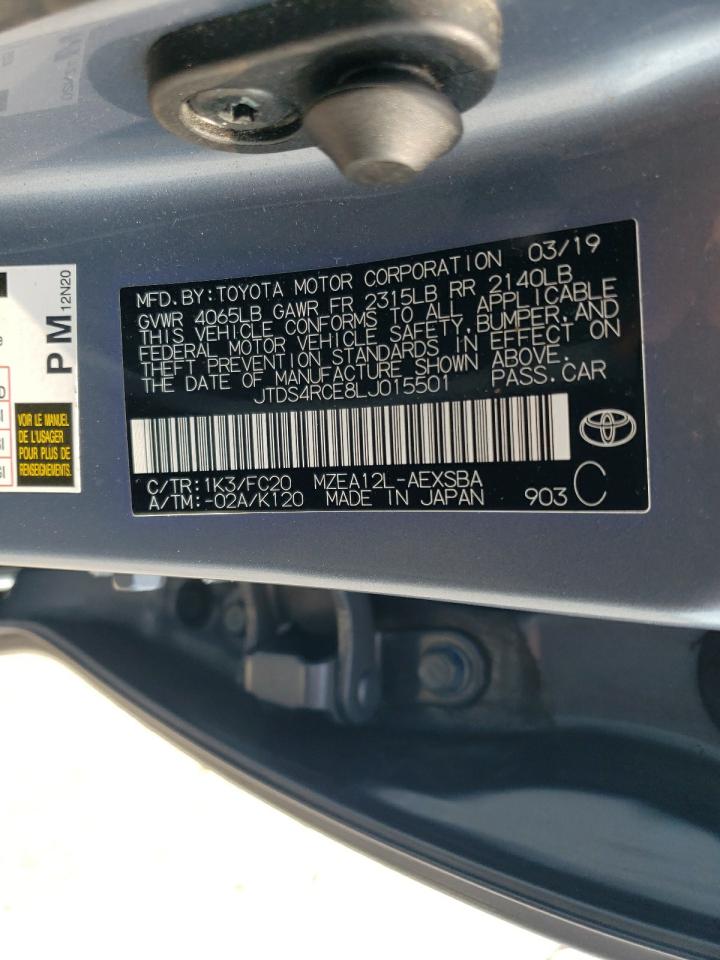 MFD.BY:TOYOTA MOTOR CORPORATION 03/19
GVWR 4065LB GAWR FR 2315LB RR 2140LB
THIS VEHICLE CONFORMS TO ALL APPLICABLE
FEDERAL MOTOR VEHICLE SAFETY,BUMPER,AND
THEFT PREVENTION STANDARDS IN EFFECT ON
THE DATE OF MANUFACTURE SHOWN ABOVE.
JTDS4RCE8LJ015501 PASS.CAR
C/TR:1K3/FC20 MZEA12L-AEXSBA
A/TM:-02A/K120 MADE IN JAPAN 903 C
PM
12N20
VOIR LE MANUEL
DE L'USAGER
POUR PLUS DE
RENSEIGNEMENTS.